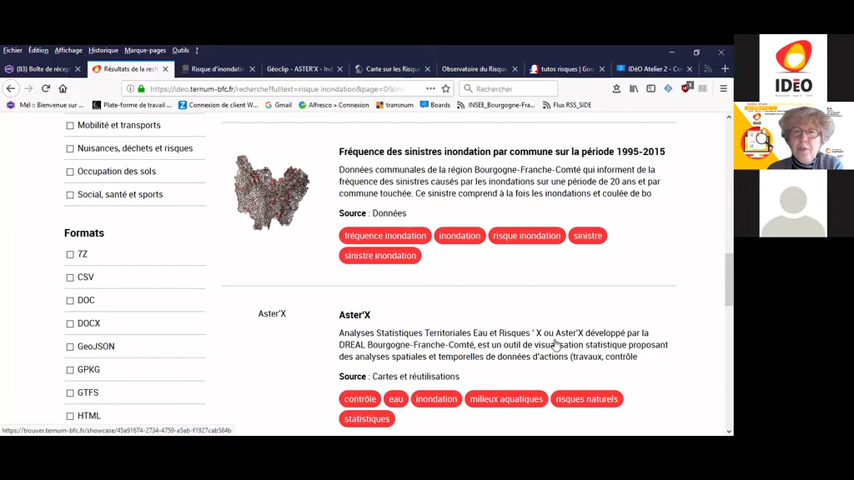 Fichier Édition Affichage Historique Marque-pages Outils ?
(83) Boîte de récep
Résultats de la rech
Risque d'inondati
Géoclip - ASTER'X - Ind
Carte sur les Risqu
Observatoire du Risque
tutos risques | Goo
IDéO Atelier 2 - Co
https://ideo.ternum-bfc.fr/recherche?fulltext=risque inondation&page=0
Rechercher
Mél :: Bienvenue sur ...
Plate-forme de travail ...
Connexion de client W...
Gmail
Alfresco » Connexion
transnum
Boards
INSEE_Bourgogne-Fra...
Flux RSS_SIDE
Mobilité et transports
Nuisances, déchets et risques
Occupation des sols
Social, santé et sports
Formats
7Z
CSV
DOC
DOCX
GeoJSON
GPKG
GTFS
HTML
Fréquence des sinistres inondation par commune sur la période 1995-2015
Données communales de la région Bourgogne-Franche-Comté qui informent de la
fréquence des sinistres causés par les inondations sur une période de 20 ans et par
commune touchée. Ce sinistre comprend à la fois les inondations et coulée de bo
Source : Données
fréquence inondation inondation risque inondation sinistre
sinistre inondation
Aster'X
Aster'X
Analyses Statistiques Territoriales Eau et Risques ' X ou Aster'X développé par la
DREAL Bourgogne-Franche-Comté, est un outil de visualisation statistique proposant
des analyses spatiales et temporelles de données d'actions (travaux, contrôle
Source : Cartes et réutilisations
contrôle eau inondation milieux aquatiques risques naturels
statistiques
https://trouver.ternum-bfc.fr/showcase/45a91674-2734-4759-a5ab-f1927cab584b
IDéO